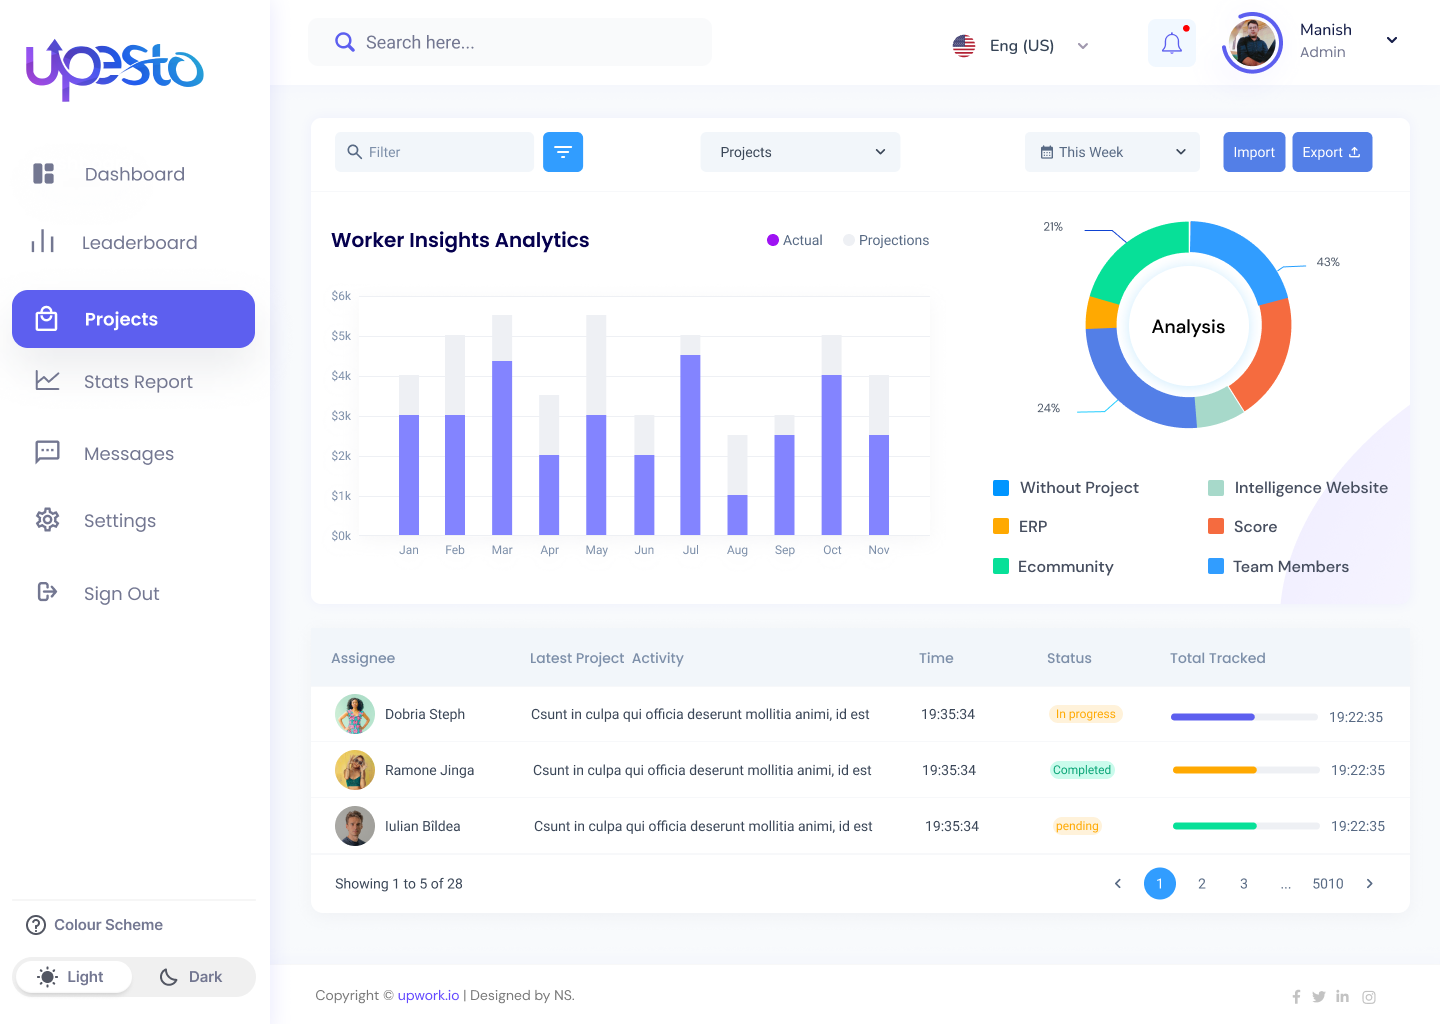 upesto
Search here...
Eng (US)
Manish
Admin
Dashboard
Leaderboard
Projects
Stats Report
Messages
Settings
Sign Out
Colour Scheme
Light
Dark
Filter
Projects
This Week
Import
Export
Worker Insights Analytics
Actual
Projections
$6k
$5k
$4k
$3k
$2k
$1k
$0k
Jan Feb Mar Apr May Jun Jul Aug Sep Oct Nov
21%
43%
24%
Analysis
Without Project
Intelligence Website
ERP
Score
Ecommunity
Team Members
Assignee Latest Project Activity Time Status Total Tracked
Dobria Steph Csunt in culpa qui officia deserunt mollitia animi, id est 19:35:34 In progress 19:22:35
Ramone Jinga Csunt in culpa qui officia deserunt mollitia animi, id est 19:35:34 Completed 19:22:35
Iulian Bîldea Csunt in culpa qui officia deserunt mollitia animi, id est 19:35:34 pending 19:22:35
Showing 1 to 5 of 28
1 2 3 ... 5010
Copyright © upwork.io | Designed by NS.